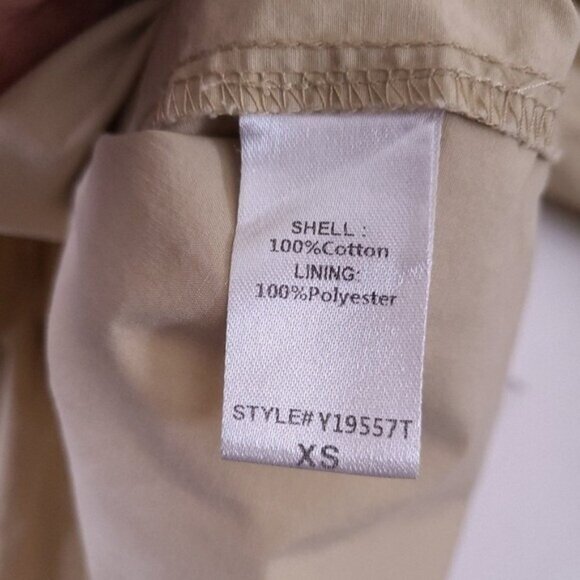 SHELL :
100%Cotton
LINING:
100%Polyester
STYLE# Y19557T
XS